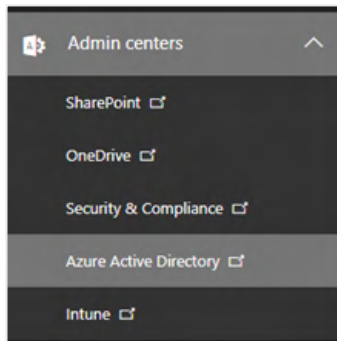 Admin centers
SharePoint
OneDrive
Security & Compliance
Azure Active Directory
Intune